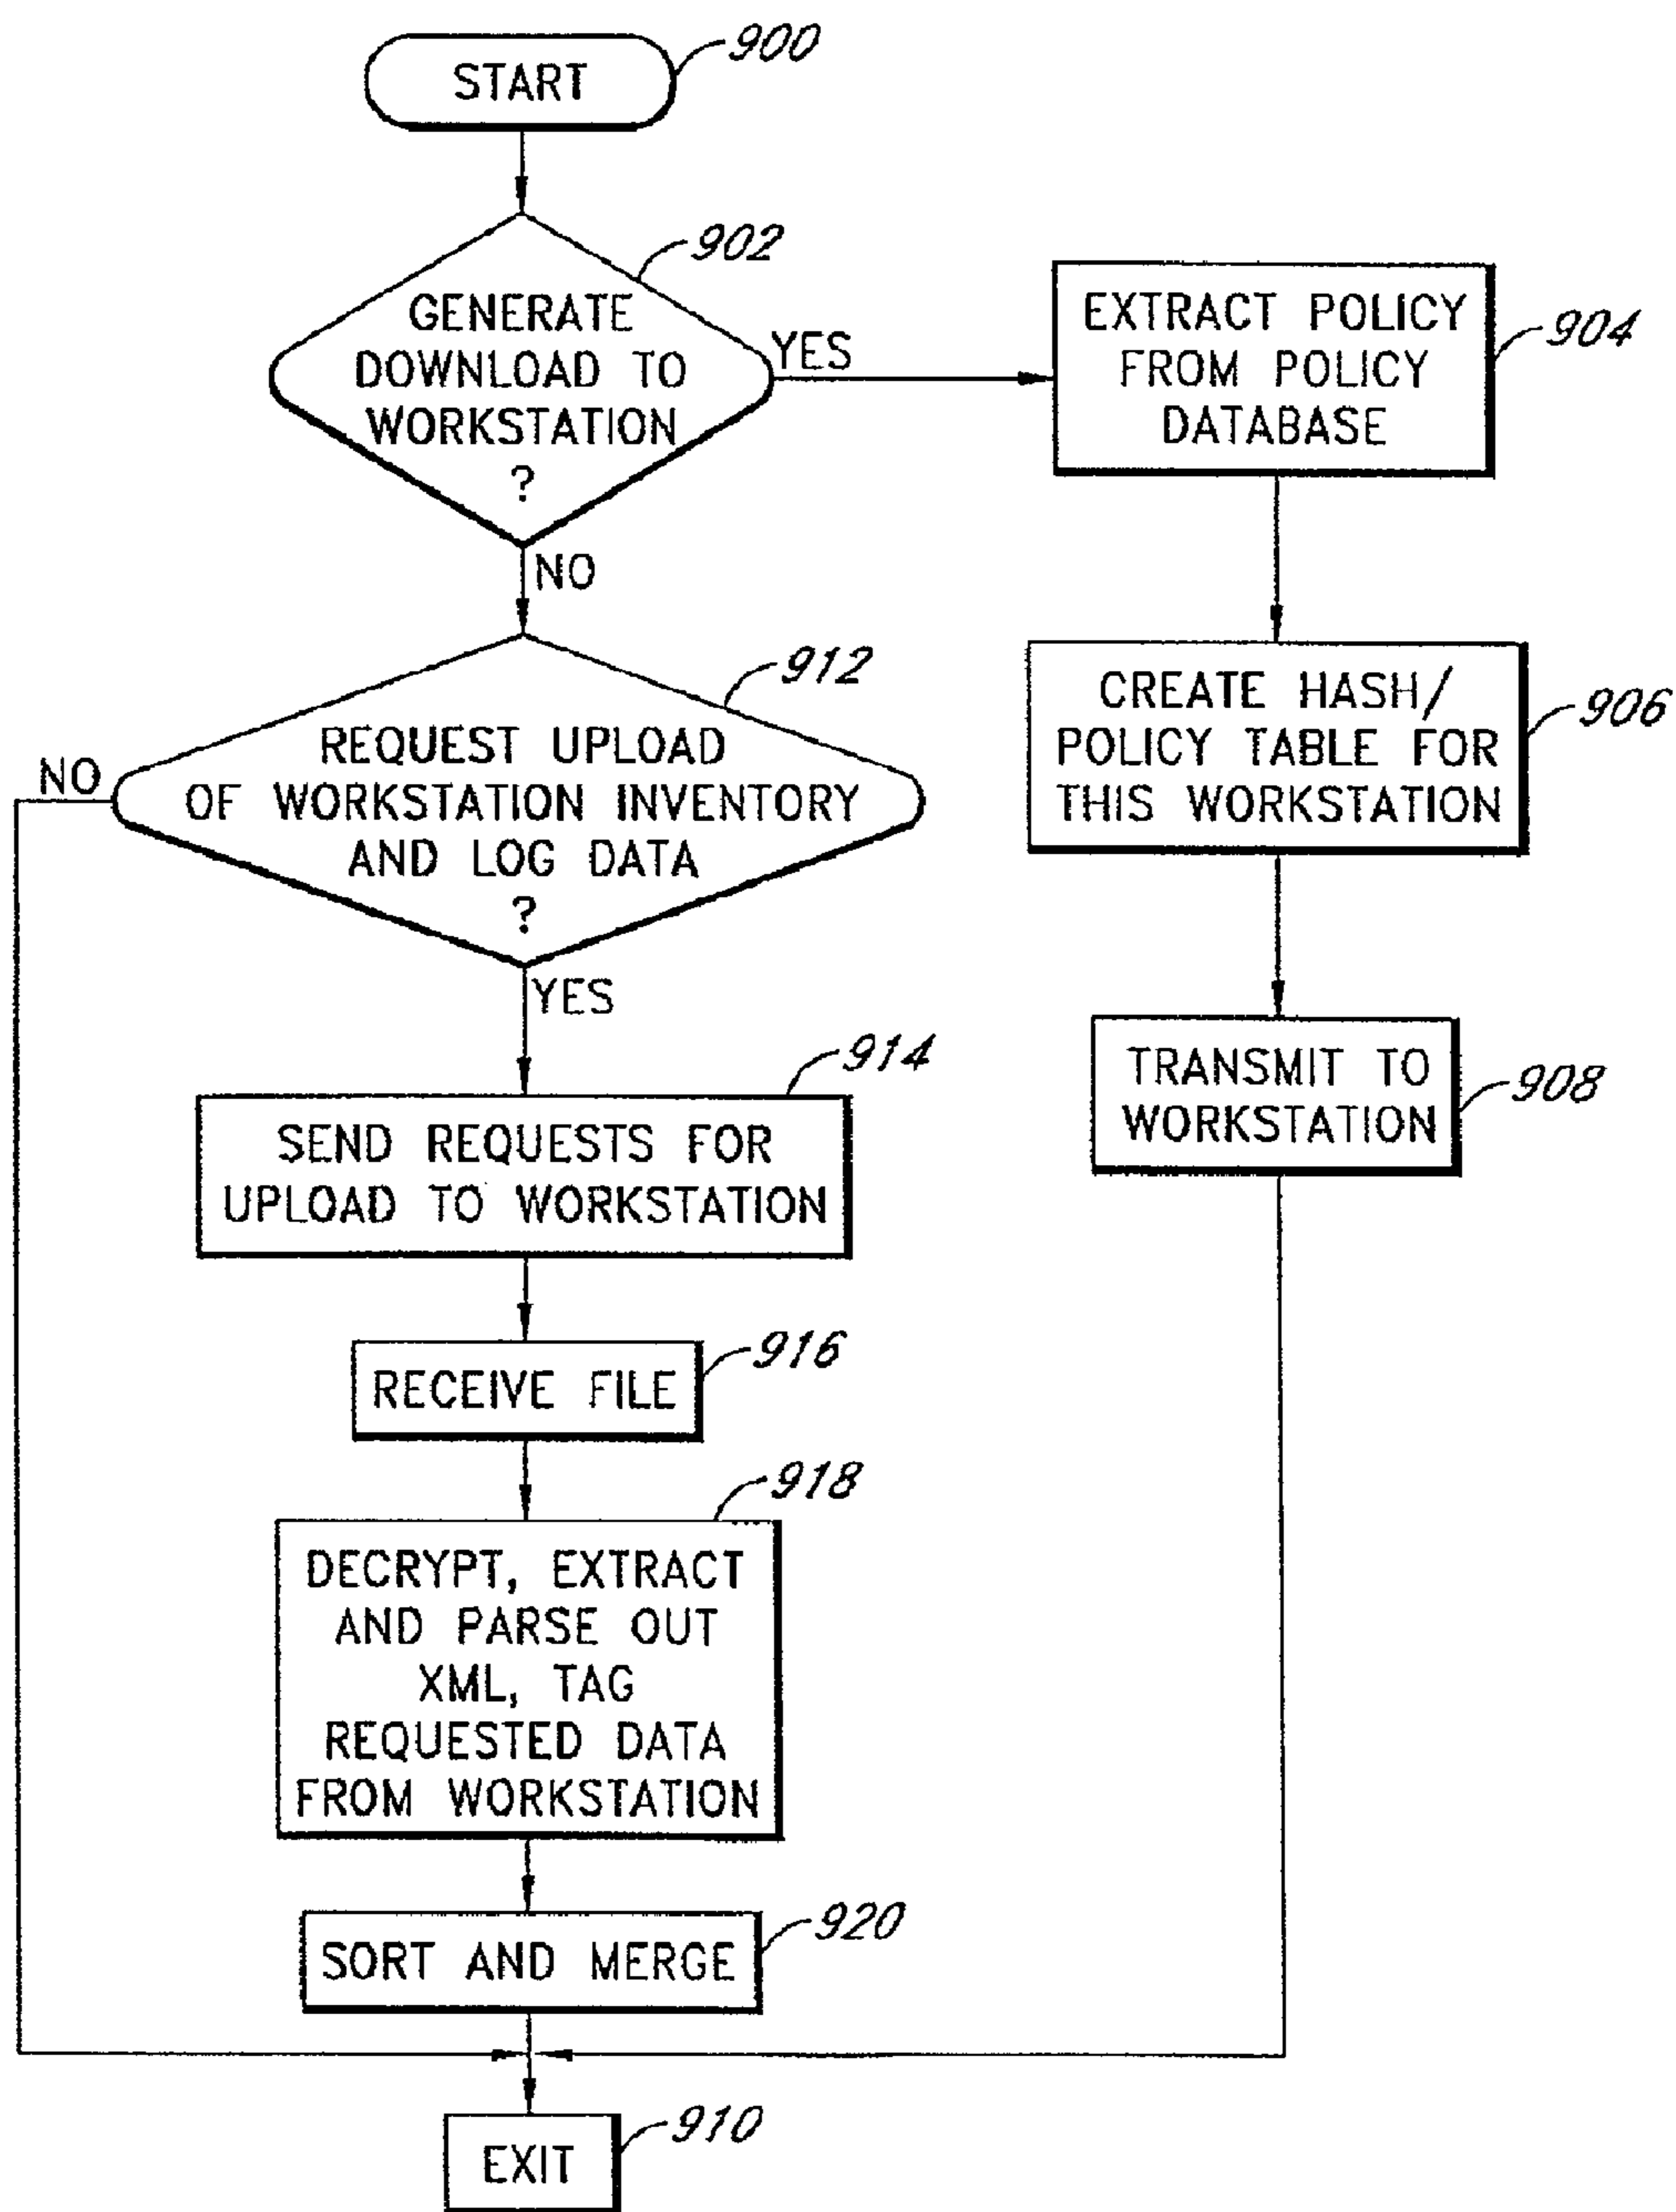 START
900
902
GENERATE
DOWNLOAD TO
WORKSTATION
?
YES
NO
EXTRACT POLICY
FROM POLICY
DATABASE
904
CREATE HASH/
POLICY TABLE FOR
THIS WORKSTATION
906
TRANSMIT TO
WORKSTATION
908
912
REQUEST UPLOAD
OF WORKSTATION INVENTORY
AND LOG DATA
?
NO
YES
914
SEND REQUESTS FOR
UPLOAD TO WORKSTATION
RECEIVE FILE
916
918
DECRYPT, EXTRACT
AND PARSE OUT
XML, TAG
REQUESTED DATA
FROM WORKSTATION
SORT AND MERGE
920
EXIT
910